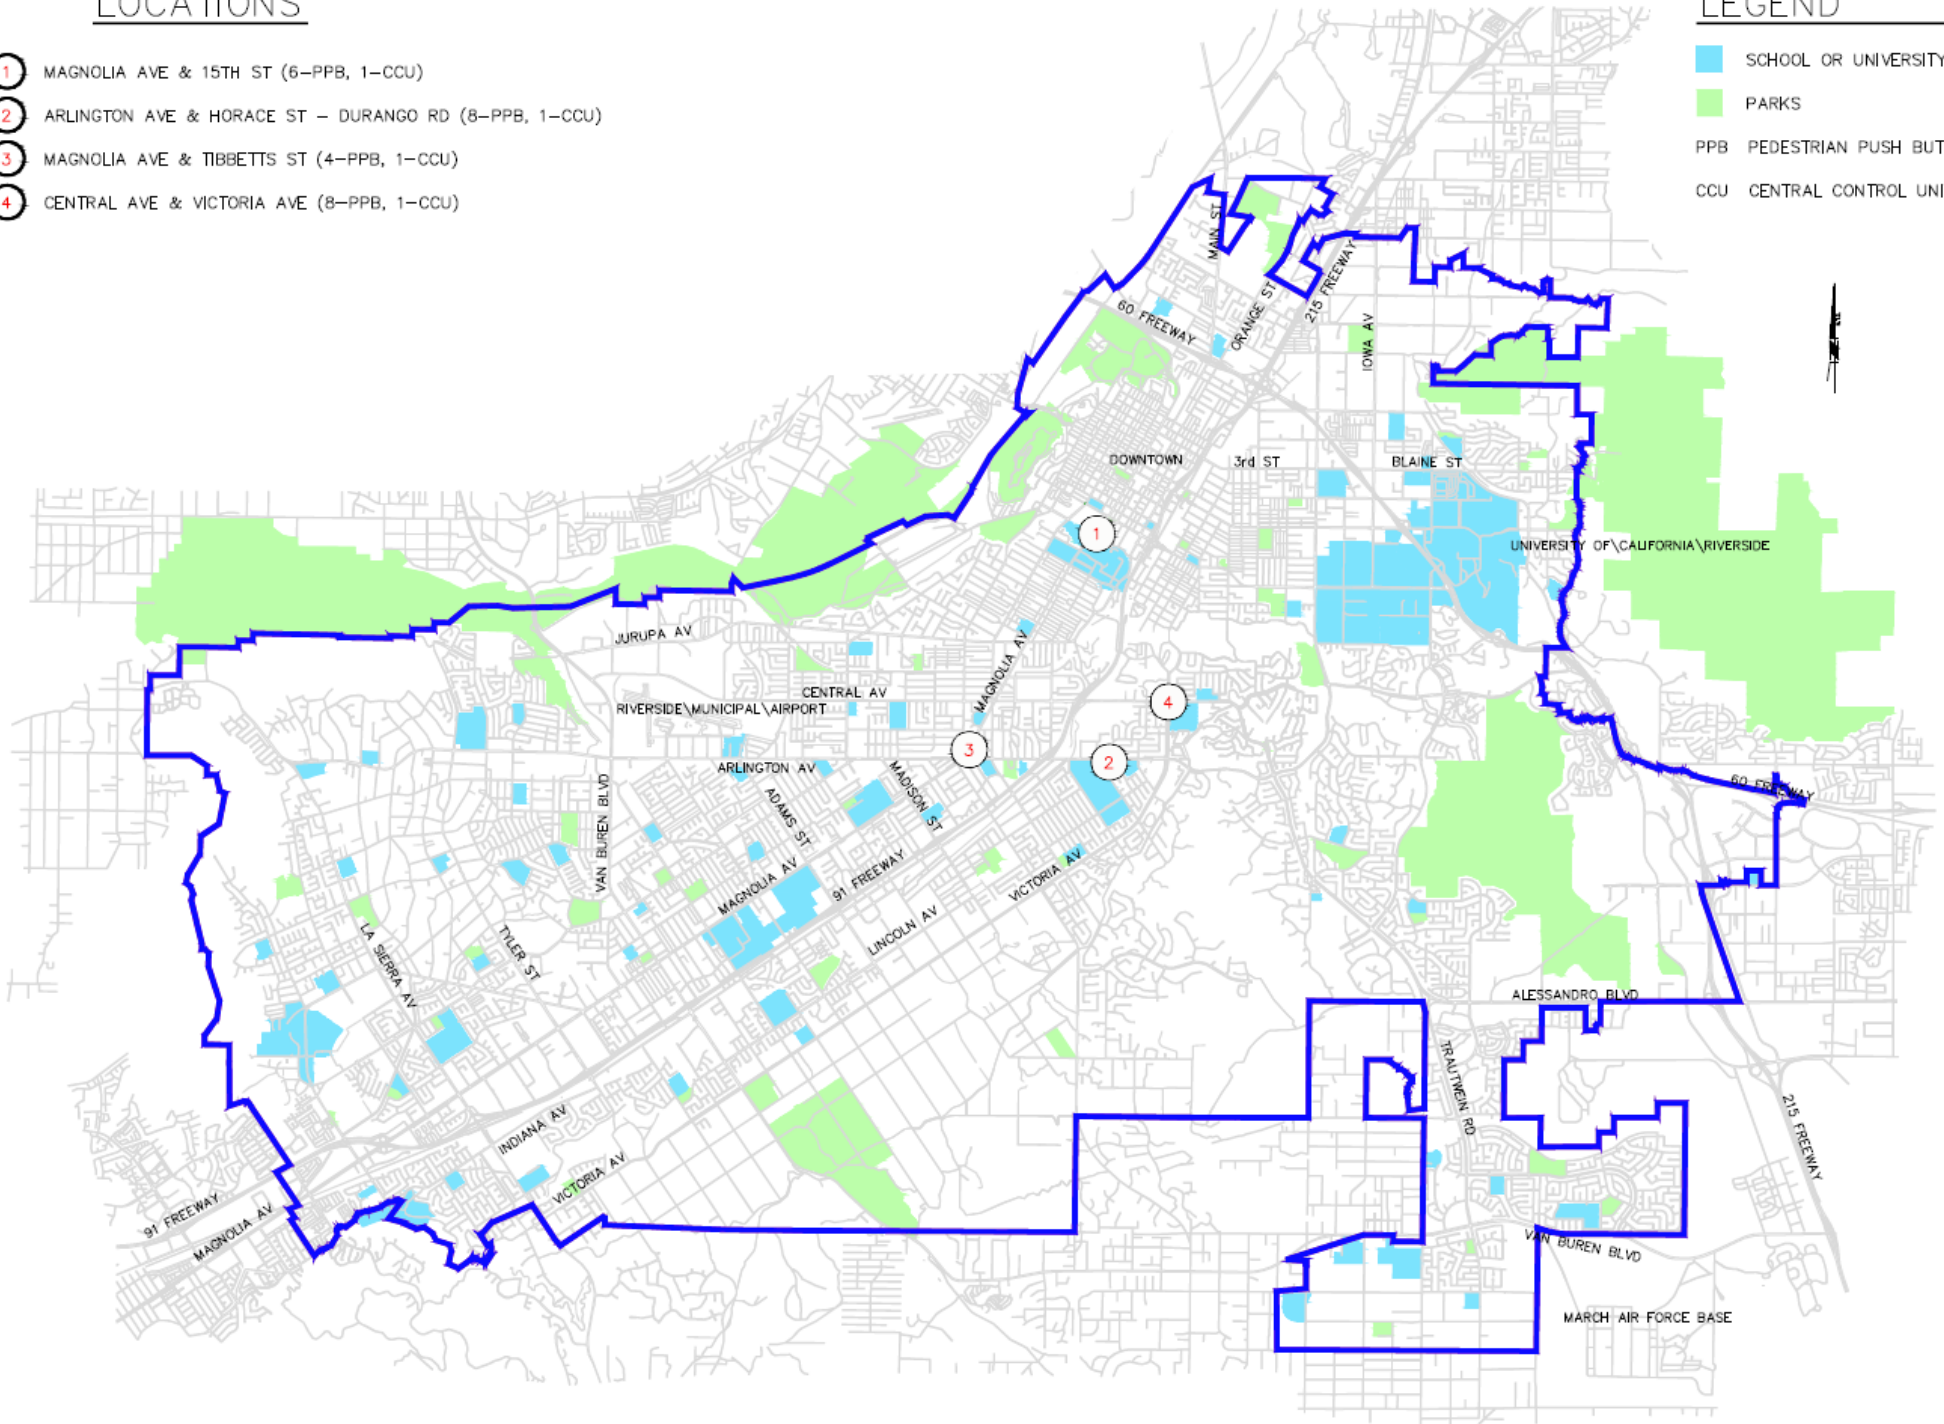 LOCATIONS
1 MAGNOLIA AVE & 15TH ST (6-PPB, 1-CCU)
2 ARLINGTON AVE & HORACE ST - DURANGO RD (8-PPB, 1-CCU)
3 MAGNOLIA AVE & TIBBETTS ST (4-PPB, 1-CCU)
4 CENTRAL AVE & VICTORIA AVE (8-PPB, 1-CCU)
LEGEND
SCHOOL OR UNIVERSITY
PARKS
PPB PEDESTRIAN PUSH BUT
CCU CENTRAL CONTROL UNI
MAIN ST
ORANGE ST
215 FREEWAY
60 FREEWAY
IOWA AV
DOWNTOWN
3rd ST
BLAINE ST
1
UNIVERSITY OF\CALIFORNIA\RIVERSIDE
JURUPA AV
MAGNOLIA AV
CENTRAL AV
RIVERSIDE\MUNICIPAL\AIRPORT
4
3
2
ARLINGTON AV
MADISON ST
ADAMS ST
VAN BUREN BLVD
60 FREEWAY
MAGNOLIA AV
91 FREEWAY
VICTORIA AV
LINCOLN AV
LA SIERRA AV
TYLER ST
ALESSANDRO BLVD
TRAUTWEIN RD
215 FREEWAY
INDIANA AV
VICTORIA AV
91 FREEWAY
MAGNOLIA AV
VAN BUREN BLVD
MARCH AIR FORCE BASE